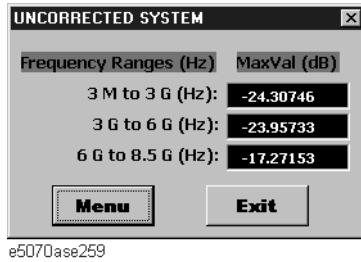 UNCORRECTED SYSTEM
Frequency Ranges (Hz) MaxVal (dB)
3 M to 3 G (Hz): -24.30746
3 G to 6 G (Hz): -23.95733
6 G to 8.5 G (Hz): -17.27153
Menu Exit
e5070ase259